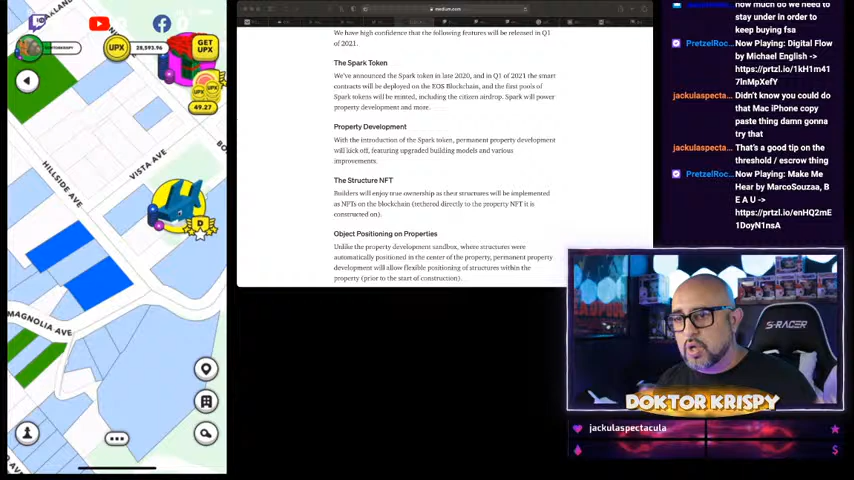 UPX
28,593.96
GET
UPX
49.27
VISTA AVE
HILLSIDE AVE
MAGNOLIA AVE
D
medium.com
We have high confidence that the following features will be released in Q1
of 2021.
The Spark Token
We've announced the Spark token in late 2020, and in Q1 of 2021 the smart
contracts will be deployed on the EOS Blockchain, and the first pools of
Spark tokens will be minted, including the citizen airdrop. Spark will power
property development and more.
Property Development
With the introduction of the Spark token, permanent property development
will kick off, featuring upgraded building models and various
improvements.
The Structure NFT
Builders will enjoy true ownership as their structures will be implemented
as NFTs on the blockchain (tethered directly to the property NFT it is
constructed on).
Object Positioning on Properties
Unlike the property development sandbox, where structures were
automatically positioned in the center of the property, permanent property
development will allow flexible positioning of structures within the
property (prior to the start of construction).
how much do we need to
stay under in order to
keep buying fsa
PretzelRoc... Now Playing: Digital Flow
by Michael English ->
https://prtzl.io/1kH1m41
7lnMpXefY
jackulaspecta... Didn't know you could
do that Mac iPhone copy
paste thing damn gonna
try that
jackulaspecta... That's a good tip on the
threshold / escrow thing
PretzelRoc... Now Playing: Make Me
Hear by MarcoSouzaa,
B E A U ->
https://prtzl.io/enHQ2mE
1DoyN1nsA
S-RACER
DOKTOR KRISPY
jackulaspectacula